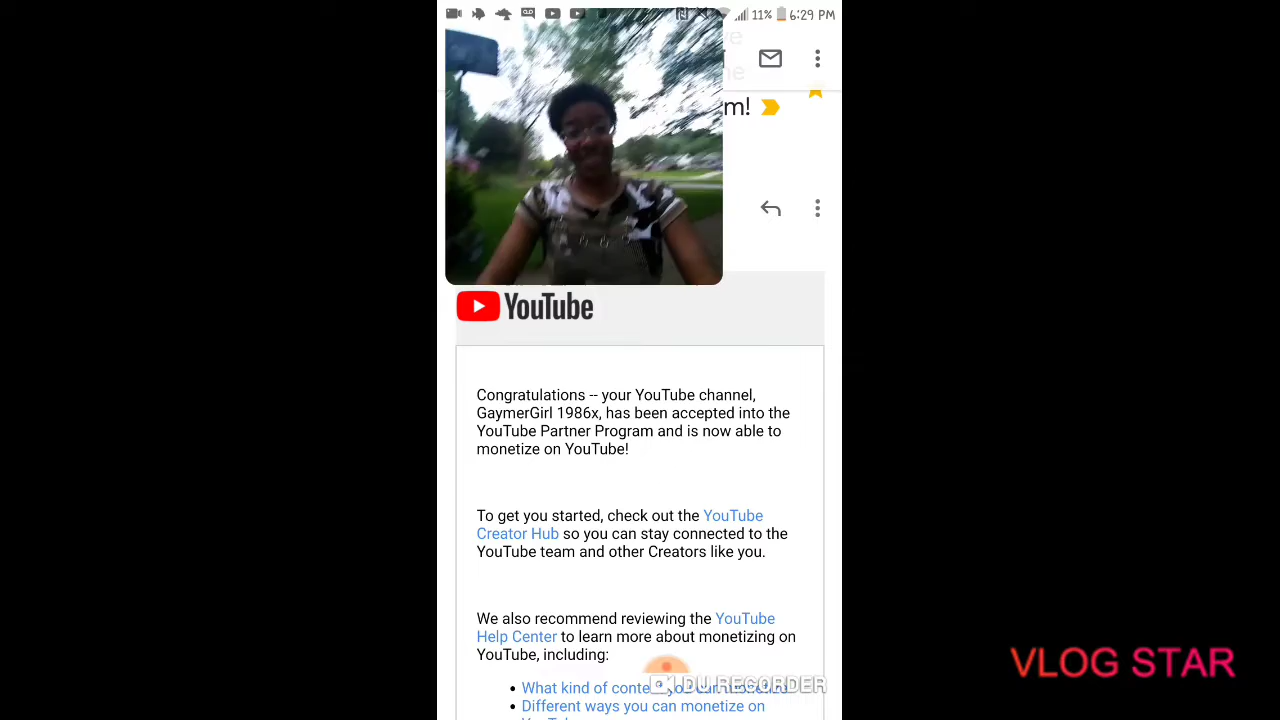 11% 6:29 PM
m!
YouTube
Congratulations -- your YouTube channel,
GaymerGirl 1986x, has been accepted into the
YouTube Partner Program and is now able to
monetize on YouTube!
To get you started, check out the YouTube
Creator Hub so you can stay connected to the
YouTube team and other Creators like you.
We also recommend reviewing the YouTube
Help Center to learn more about monetizing on
YouTube, including:
What kind of content you can monetize
DU RECORDER
Different ways you can monetize on
VLOG STAR